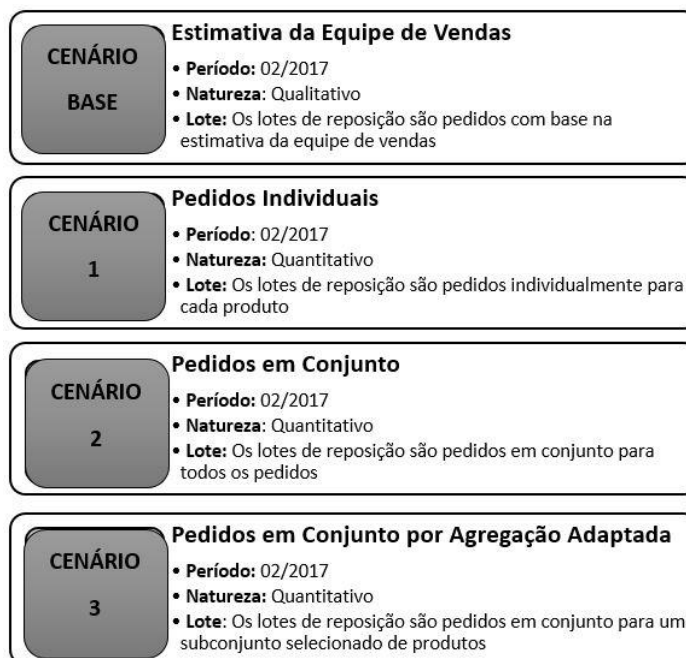 CENÁRIO
BASE
Estimativa da Equipe de Vendas
• Período: 02/2017
• Natureza: Qualitativo
• Lote: Os lotes de reposição são pedidos com base na
estimativa da equipe de vendas
CENÁRIO
1
Pedidos Individuais
• Período: 02/2017
• Natureza: Quantitativo
• Lote: Os lotes de reposição são pedidos individualmente para
cada produto
CENÁRIO
2
Pedidos em Conjunto
• Período: 02/2017
• Natureza: Quantitativo
• Lote: Os lotes de reposição são pedidos em conjunto para
todos os pedidos
CENÁRIO
3
Pedidos em Conjunto por Agregação Adaptada
• Período: 02/2017
• Natureza: Quantitativo
• Lote: Os lotes de reposição são pedidos em conjunto para um
subconjunto selecionado de produtos